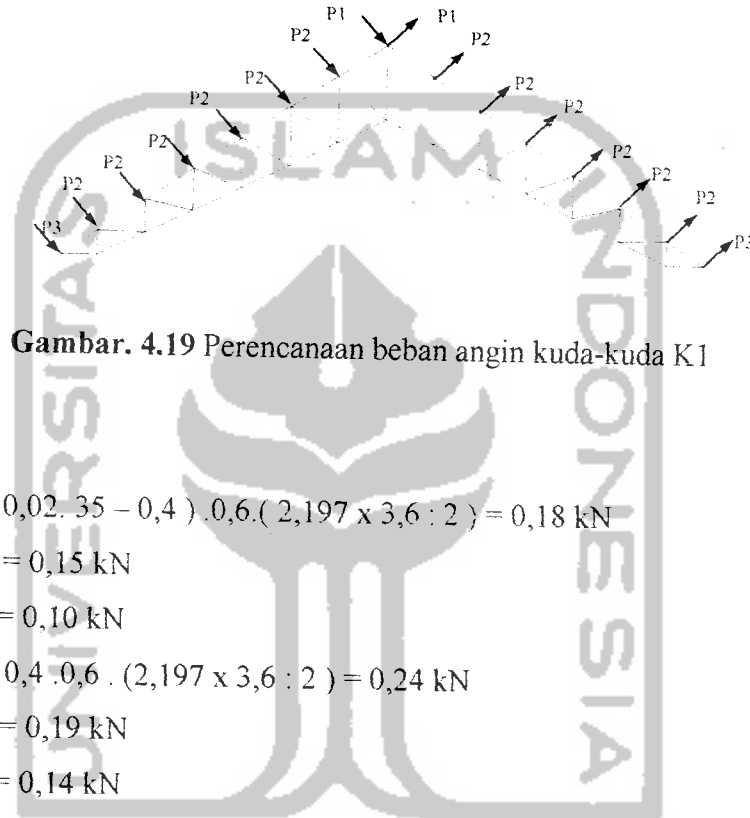 P1 P1
P2 P2
P2 P2
P2 P2
P2 P2
P2 P2
P2 P2
P3 P3
UNIVERSITAS ISLAM INDONESIA
Gambar. 4.19 Perencanaan beban angin kuda-kuda K1
0,02. 35 – 0,4 ) .0,6.( 2,197 x 3,6 : 2 ) = 0,18 kN
= 0,15 kN
= 0,10 kN
0,4 .0,6 . (2,197 x 3,6 : 2 ) = 0,24 kN
= 0,19 kN
= 0,14 kN